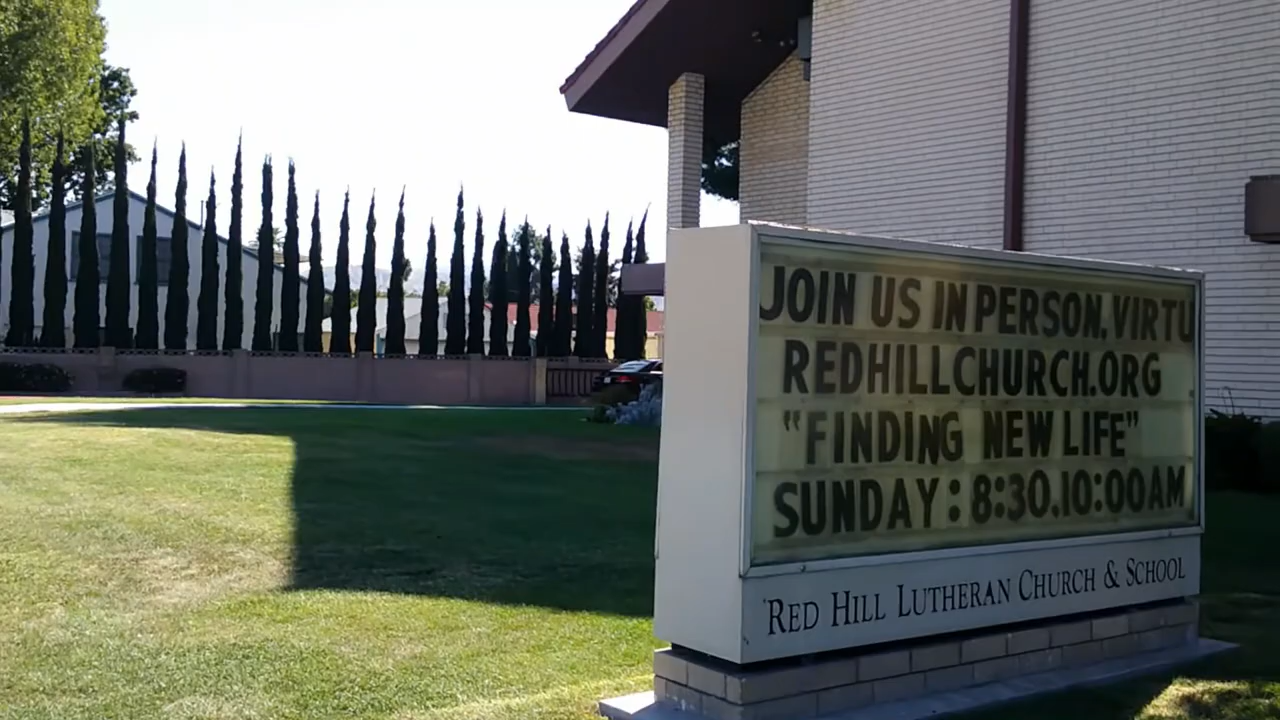 JOIN US IN PERSON.VIRTU
REDHILLCHURCH.ORG
"FINDING NEW LIFE"
SUNDAY: 8:30.10:00AM
RED HILL LUTHERAN CHURCH & SCHOOL